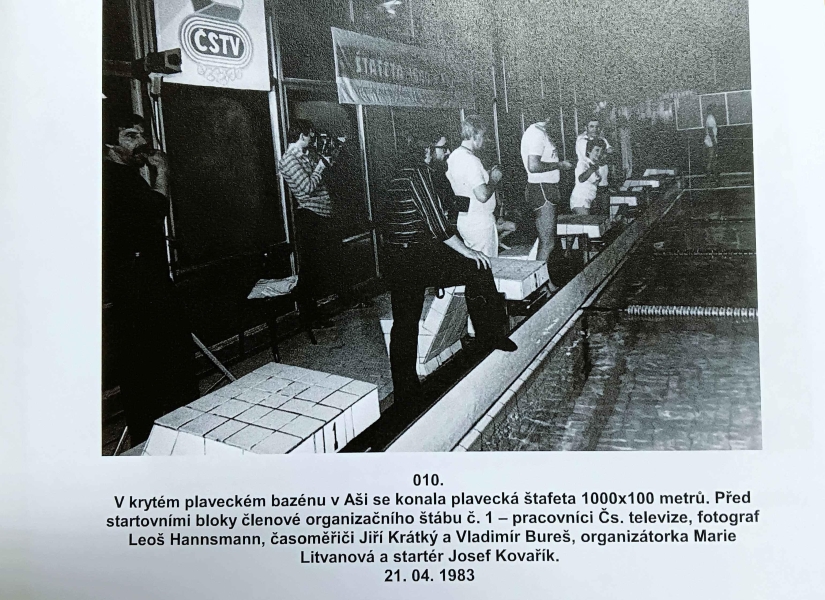 ČSTV
ŠTAFETA
010.
V krytém plaveckém bazénu v Aši se konala plavecká štafeta 1000x100 metrů. Před
startovními bloky členové organizačního štábu č. 1 – pracovníci Čs. televize, fotograf
Leoš Hannsmann, časoměřiči Jiří Krátký a Vladimír Bureš, organizátorka Marie
Litvanová a startér Josef Kovařík.
21. 04. 1983